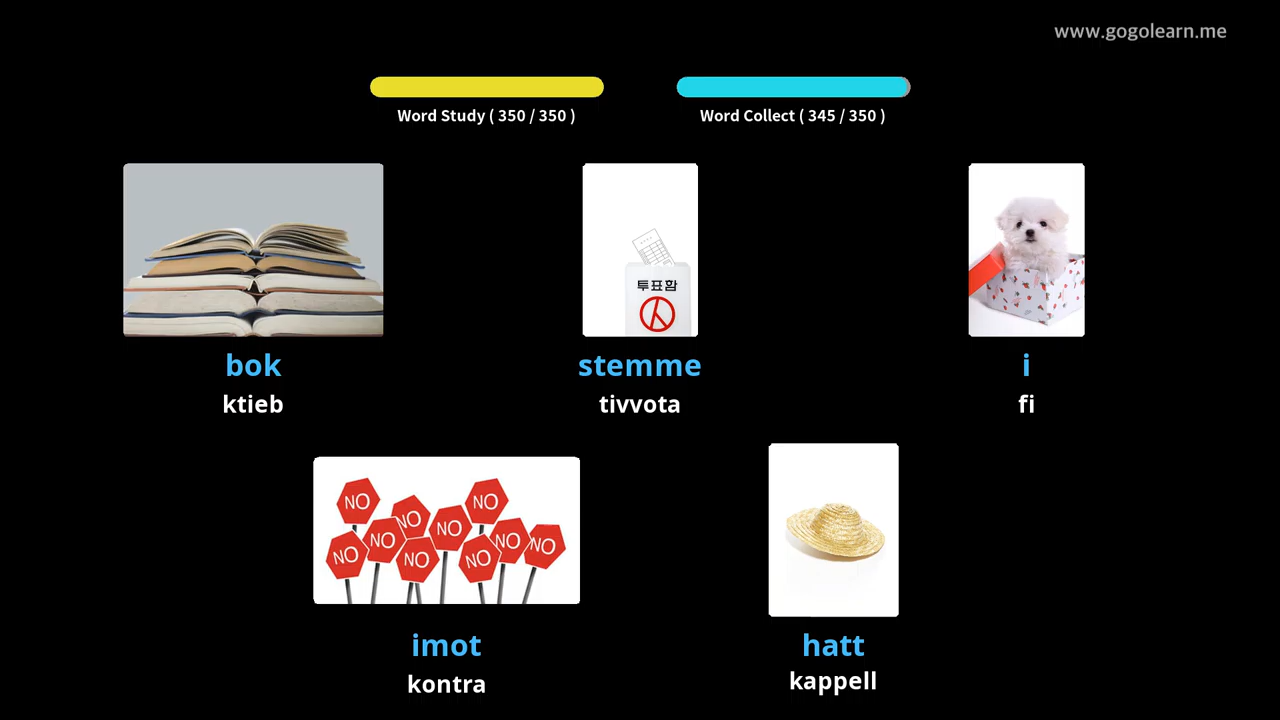 www.gogolearn.me
Word Study ( 350 / 350 )
Word Collect ( 345 / 350 )
투표함
bok
stemme
i
ktieb
tivvota
fi
NO
NO
NO
NO
NO
NO
NO
NO
NO
NO
imot
hatt
kontra
kappell